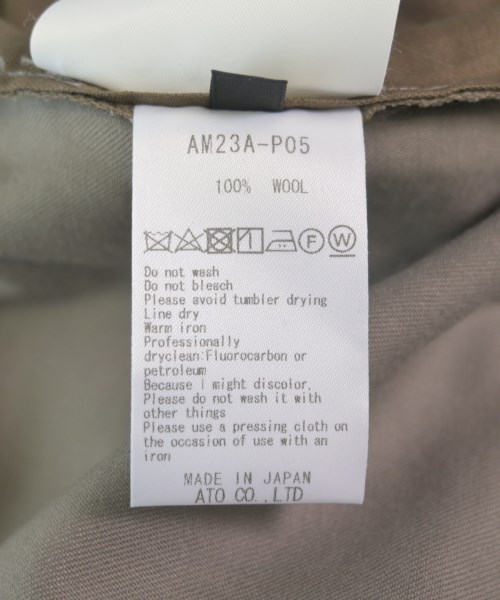 AM23A-P05
100% WOOL
F W
Do not wash
Do not bleach
Please avoid tumbler drying
Line dry
Warm iron
Professionally
dryclean:Fluorocarbon or
petroleum
Because I might discolor,
Please do not wash it with
other things
Please use a pressing cloth on
the occasion of use with an
iron
MADE IN JAPAN
ATO CO.,LTD